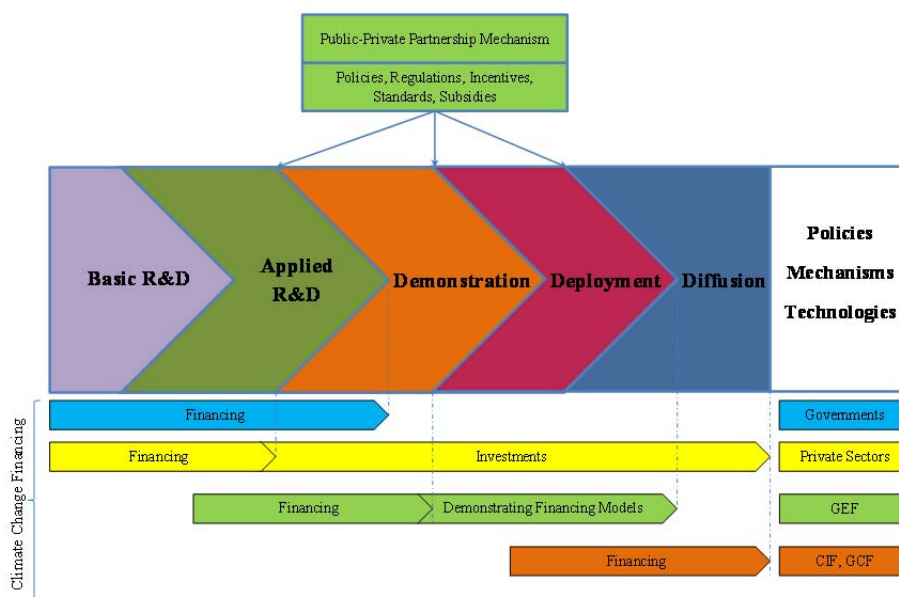 Public-Private Partnership Mechanism
Policies, Regulations, Incentives,
Standards, Subsidies
Basic R&D
Applied
R&D
Demonstration
Deployment
Diffusion
Policies
Mechanisms
Technologies
Climate Change Financing
Financing
Governments
Financing
Investments
Private Sectors
Financing
Demonstrating Financing Models
GEF
Financing
CIF, GCF